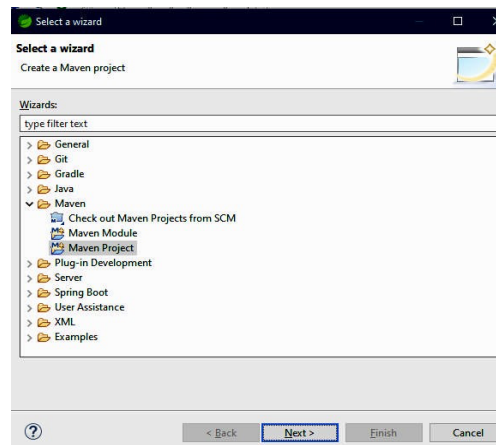 Select a wizard
Select a wizard
Create a Maven project
Wizards:
type filter text
General
Git
Gradle
Java
Maven
Check out Maven Projects from SCM
Maven Module
Maven Project
Plug-in Development
Server
Spring Boot
User Assistance
XML
Examples
? < Back Next > Finish Cancel